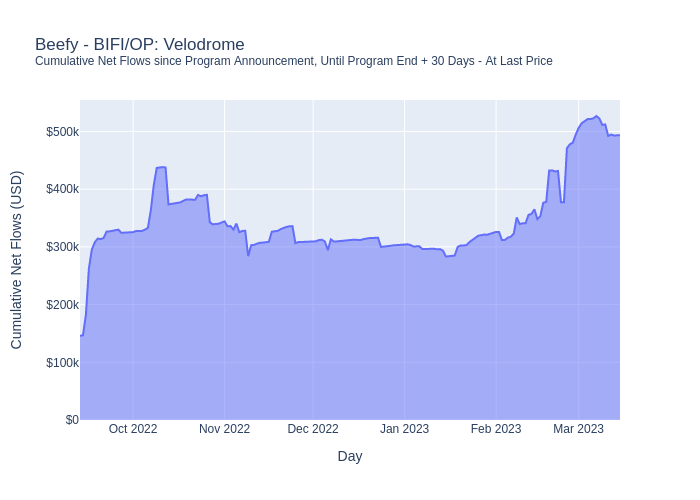 Beefy - BIFI/OP: Velodrome
Cumulative Net Flows since Program Announcement, Until Program End + 30 Days - At Last Price
Cumulative Net Flows (USD)
$500k
$400k
$300k
$200k
$100k
$0
Oct 2022
Nov 2022
Dec 2022
Jan 2023
Feb 2023
Mar 2023
Day